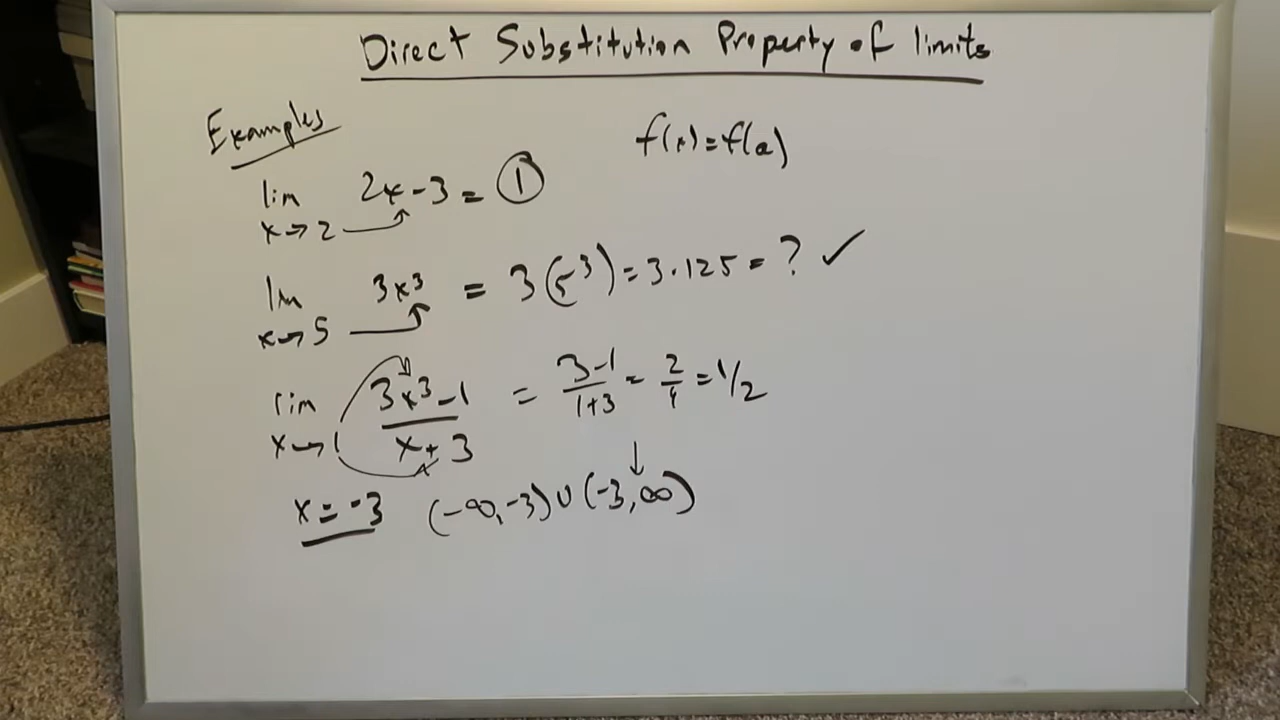 Direct Substitution Property of limits
Examples
f(x)=f(a)
lim x→2 2x-3 = 1
lim x→5 3x³ = 3(5³) = 3·125 = ? ✓
lim x→1 (3x³-1)/(x+3) = (3-1)/(1+3) = 2/4 = 1/2
x = -3 (-∞,-3)∪(-3,∞)